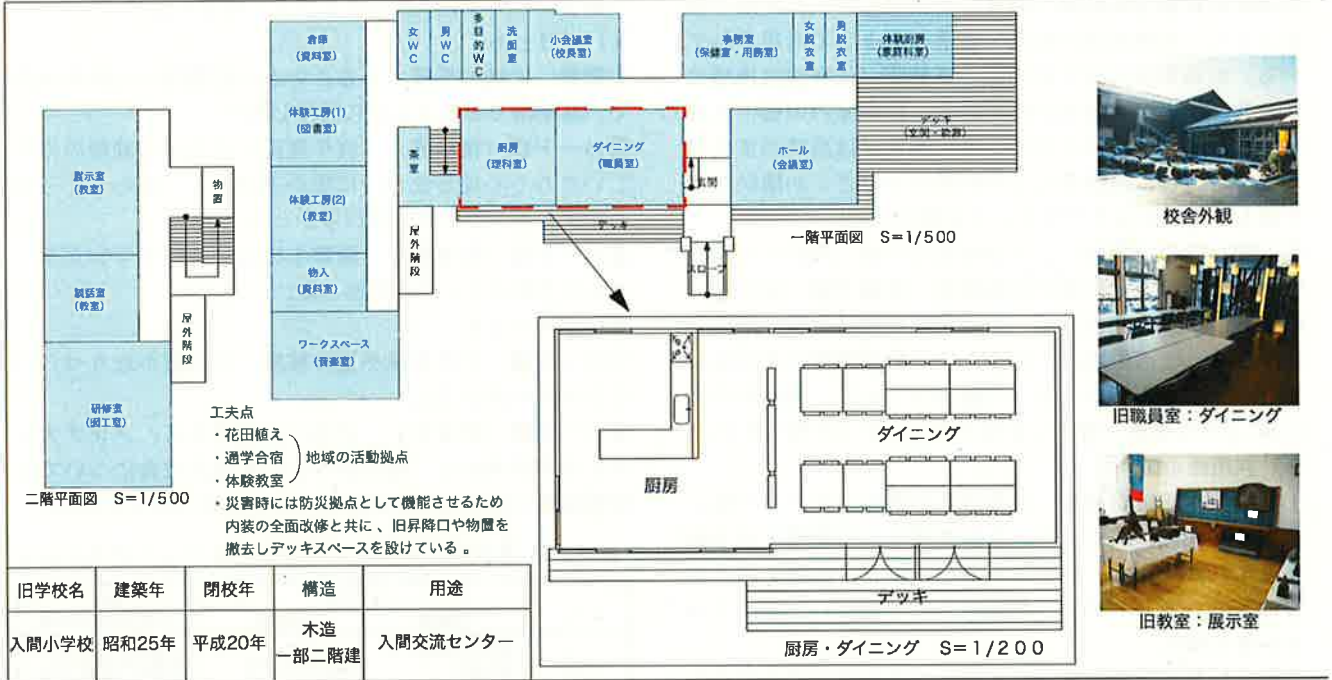 女WC
男WC
多目的WC
洗面室
小会議室
(校長室)
事務室
(保健室・用務室)
女脱衣室
男脱衣室
体験厨房
(家庭科室)
倉庫
(資料室)
体験工房(1)
(図書室)
体験工房(2)
(教室)
物入
(資料室)
ワークスペース
(音楽室)
茶室
屋外階段
厨房
(理科室)
ダイニング
(職員室)
玄関
ホール
(会議室)
デッキ
(玄関・物置)
デッキ
スロープ
一階平面図 S=1/500
展示室
(教室)
物置
談話室
(教室)
屋外階段
研修室
(図工室)
二階平面図 S=1/500
工夫点
・花田植え
・通学合宿
・体験教室
地域の活動拠点
・災害時には防災拠点として機能させるため
内装の全面改修と共に、旧昇降口や物置を
撤去しデッキスペースを設けている。
厨房
ダイニング
デッキ
厨房・ダイニング S=1/200
校舎外観
旧職員室:ダイニング
旧教室:展示室
旧学校名 建築年 閉校年 構造 用途
入間小学校 昭和25年 平成20年 木造
一部二階建 入間交流センター